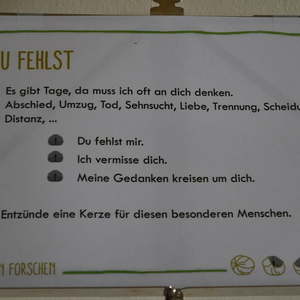 U FEHLST
Es gibt Tage, da muss ich oft an dich denken.
Abschied, Umzug, Tod, Sehnsucht, Liebe, Trennung, Scheidu
Distanz, ...
Du fehlst mir.
Ich vermisse dich.
Meine Gedanken kreisen um dich.
Entzünde eine Kerze für diesen besonderen Menschen.
N FORSCHEN